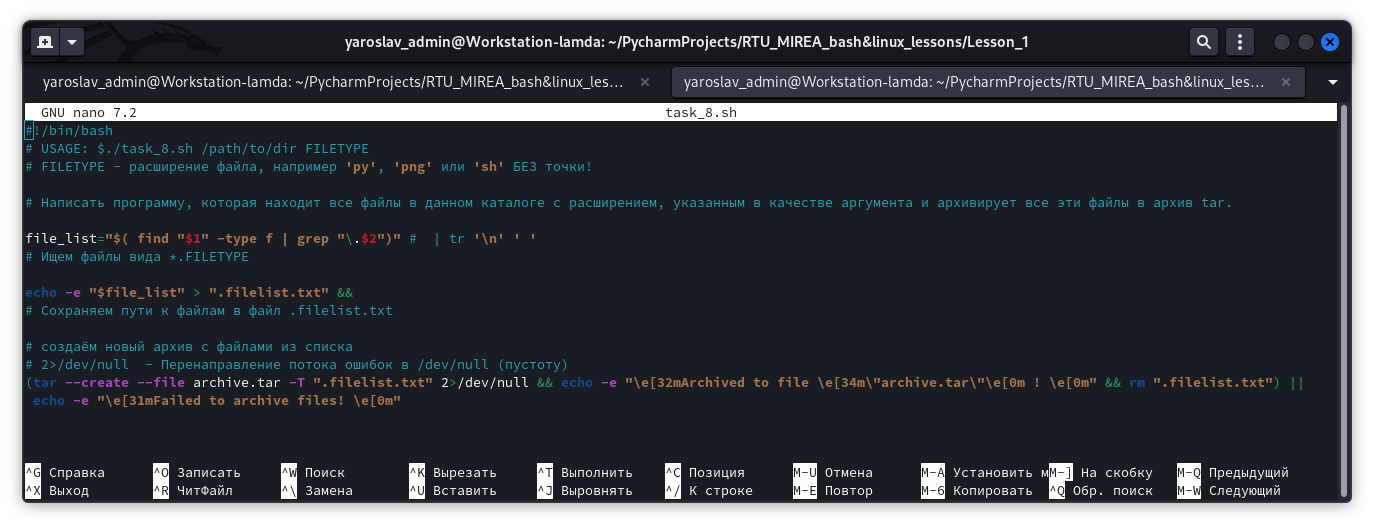 yaroslav_admin@Workstation-lamda: ~/PycharmProjects/RTU_MIREA_bash&linux_lessons/Lesson_1
yaroslav_admin@Workstation-lamda: ~/PycharmProjects/RTU_MIREA_bash&linux_les... × yaroslav_admin@Workstation-lamda: ~/PycharmProjects/RTU_MIREA_bash&linux_les... ×
GNU nano 7.2 task_8.sh
#!/bin/bash
# USAGE: $./task_8.sh /path/to/dir FILETYPE
# FILETYPE - расширение файла, например 'py', 'png' или 'sh' БЕЗ точки!
# Написать программу, которая находит все файлы в данном каталоге с расширением, указанным в качестве аргумента и архивирует все эти файлы в архив tar.
file_list="$( find "$1" -type f | grep "\.$2")" #  | tr '\n' ' '
# Ищем файлы вида *.FILETYPE
echo -e "$file_list" > ".filelist.txt" &&
# Сохраняем пути к файлам в файл .filelist.txt
# создаём новый архив с файлами из списка
# 2>/dev/null  - Перенаправление потока ошибок в /dev/null (пустоту)
(tar --create --file archive.tar -T ".filelist.txt" 2>/dev/null && echo -e "\e[32mArchived to file \e[34m\"archive.tar\"\e[0m ! \e[0m" && rm ".filelist.txt") ||
echo -e "\e[31mFailed to archive files! \e[0m"
^G Справка ^O Записать ^W Поиск ^K Вырезать ^T Выполнить ^C Позиция M-U Отмена M-A Установить мM-] На скобку M-Q Предыдущий
^X Выход ^R ЧитФайл ^\ Замена ^U Вставить ^J Выровнять ^/ К строке M-E Повтор M-6 Копировать ^Q Обр. поиск M-W Следующий